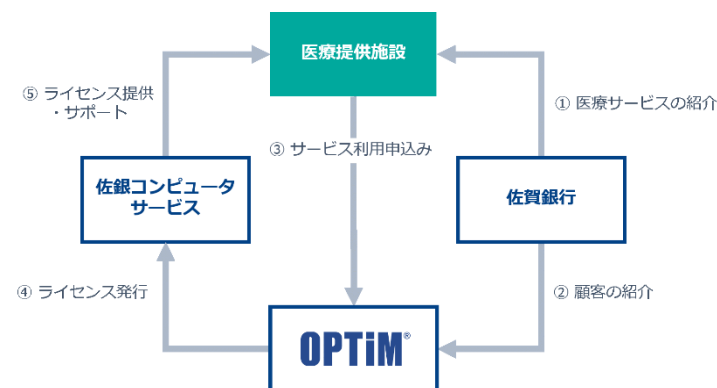 医療提供施設
⑤ ライセンス提供
・サポート
① 医療サービスの紹介
③ サービス利用申込み
佐銀コンピュータ
サービス
佐賀銀行
④ ライセンス発行
② 顧客の紹介
OPTiM®